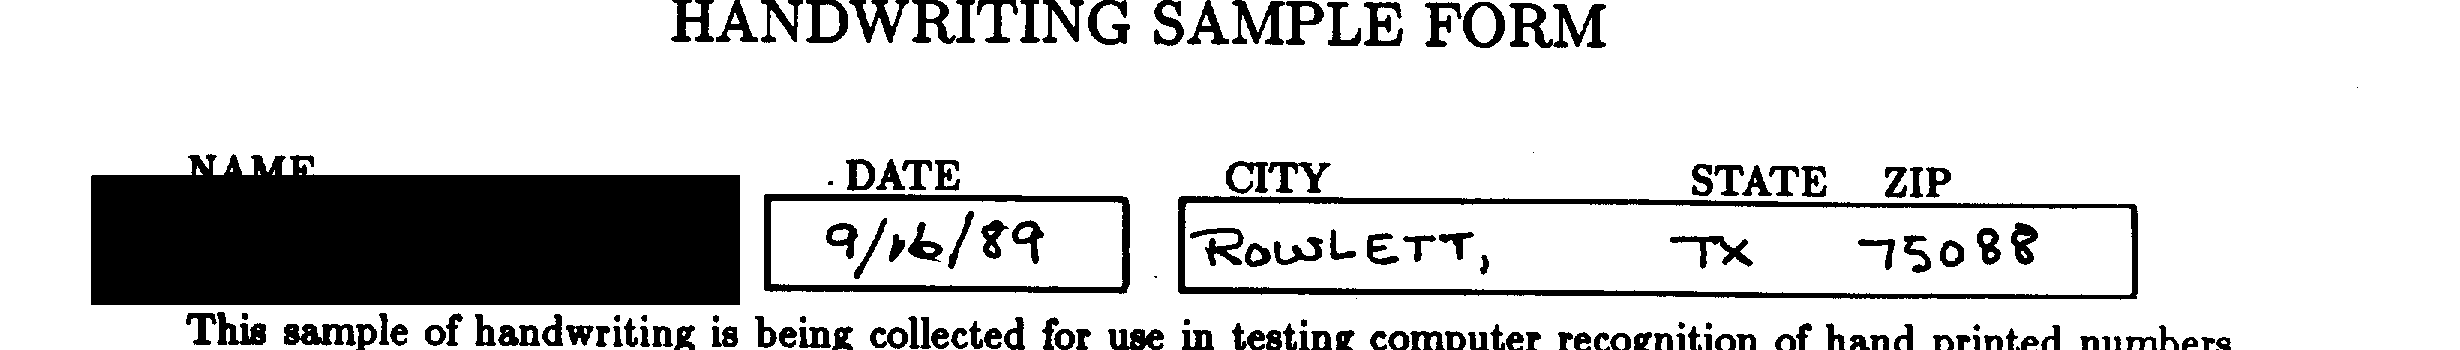 HANDWRITING SAMPLE FORM
NAME DATE CITY STATE ZIP
9/16/89 ROWLETT, TX 75088
This sample of handwriting is being collected for use in testing computer recognition of hand printed numbers